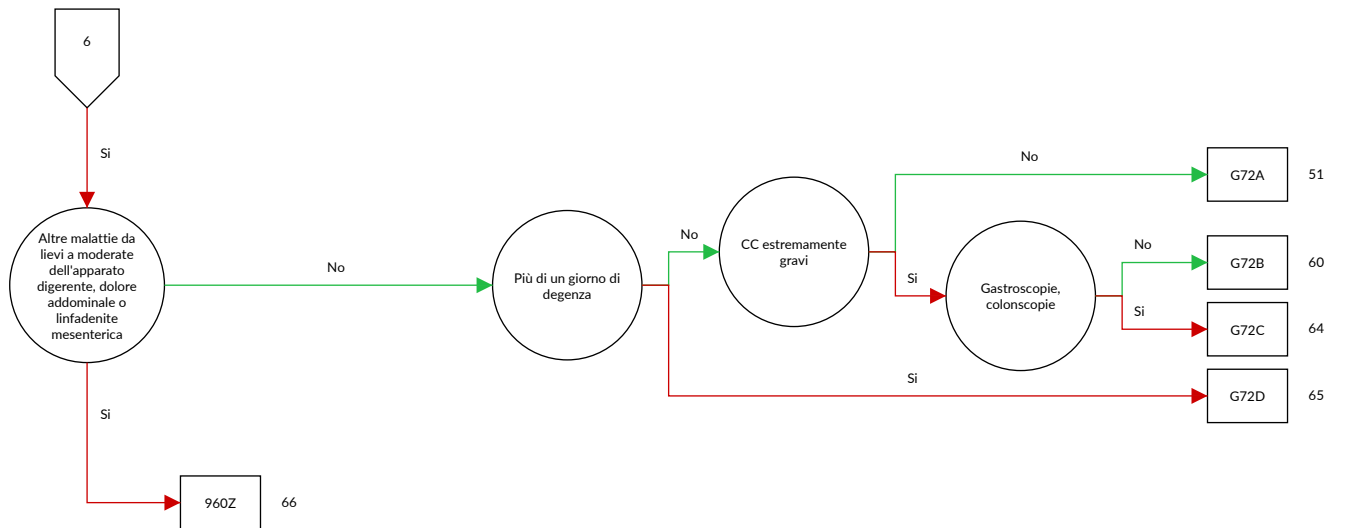 6
Si
Altre malattie da
lievi a moderate
dell'apparato
digerente, dolore
addominale o
linfadenite
mesenterica
No
Più di un giorno di
degenza
No
CC estremamente
gravi
No
G72A
51
Si
Gastroscopie,
colonscopie
No
G72B
60
Si
G72C
64
Si
G72D
65
Si
960Z
66